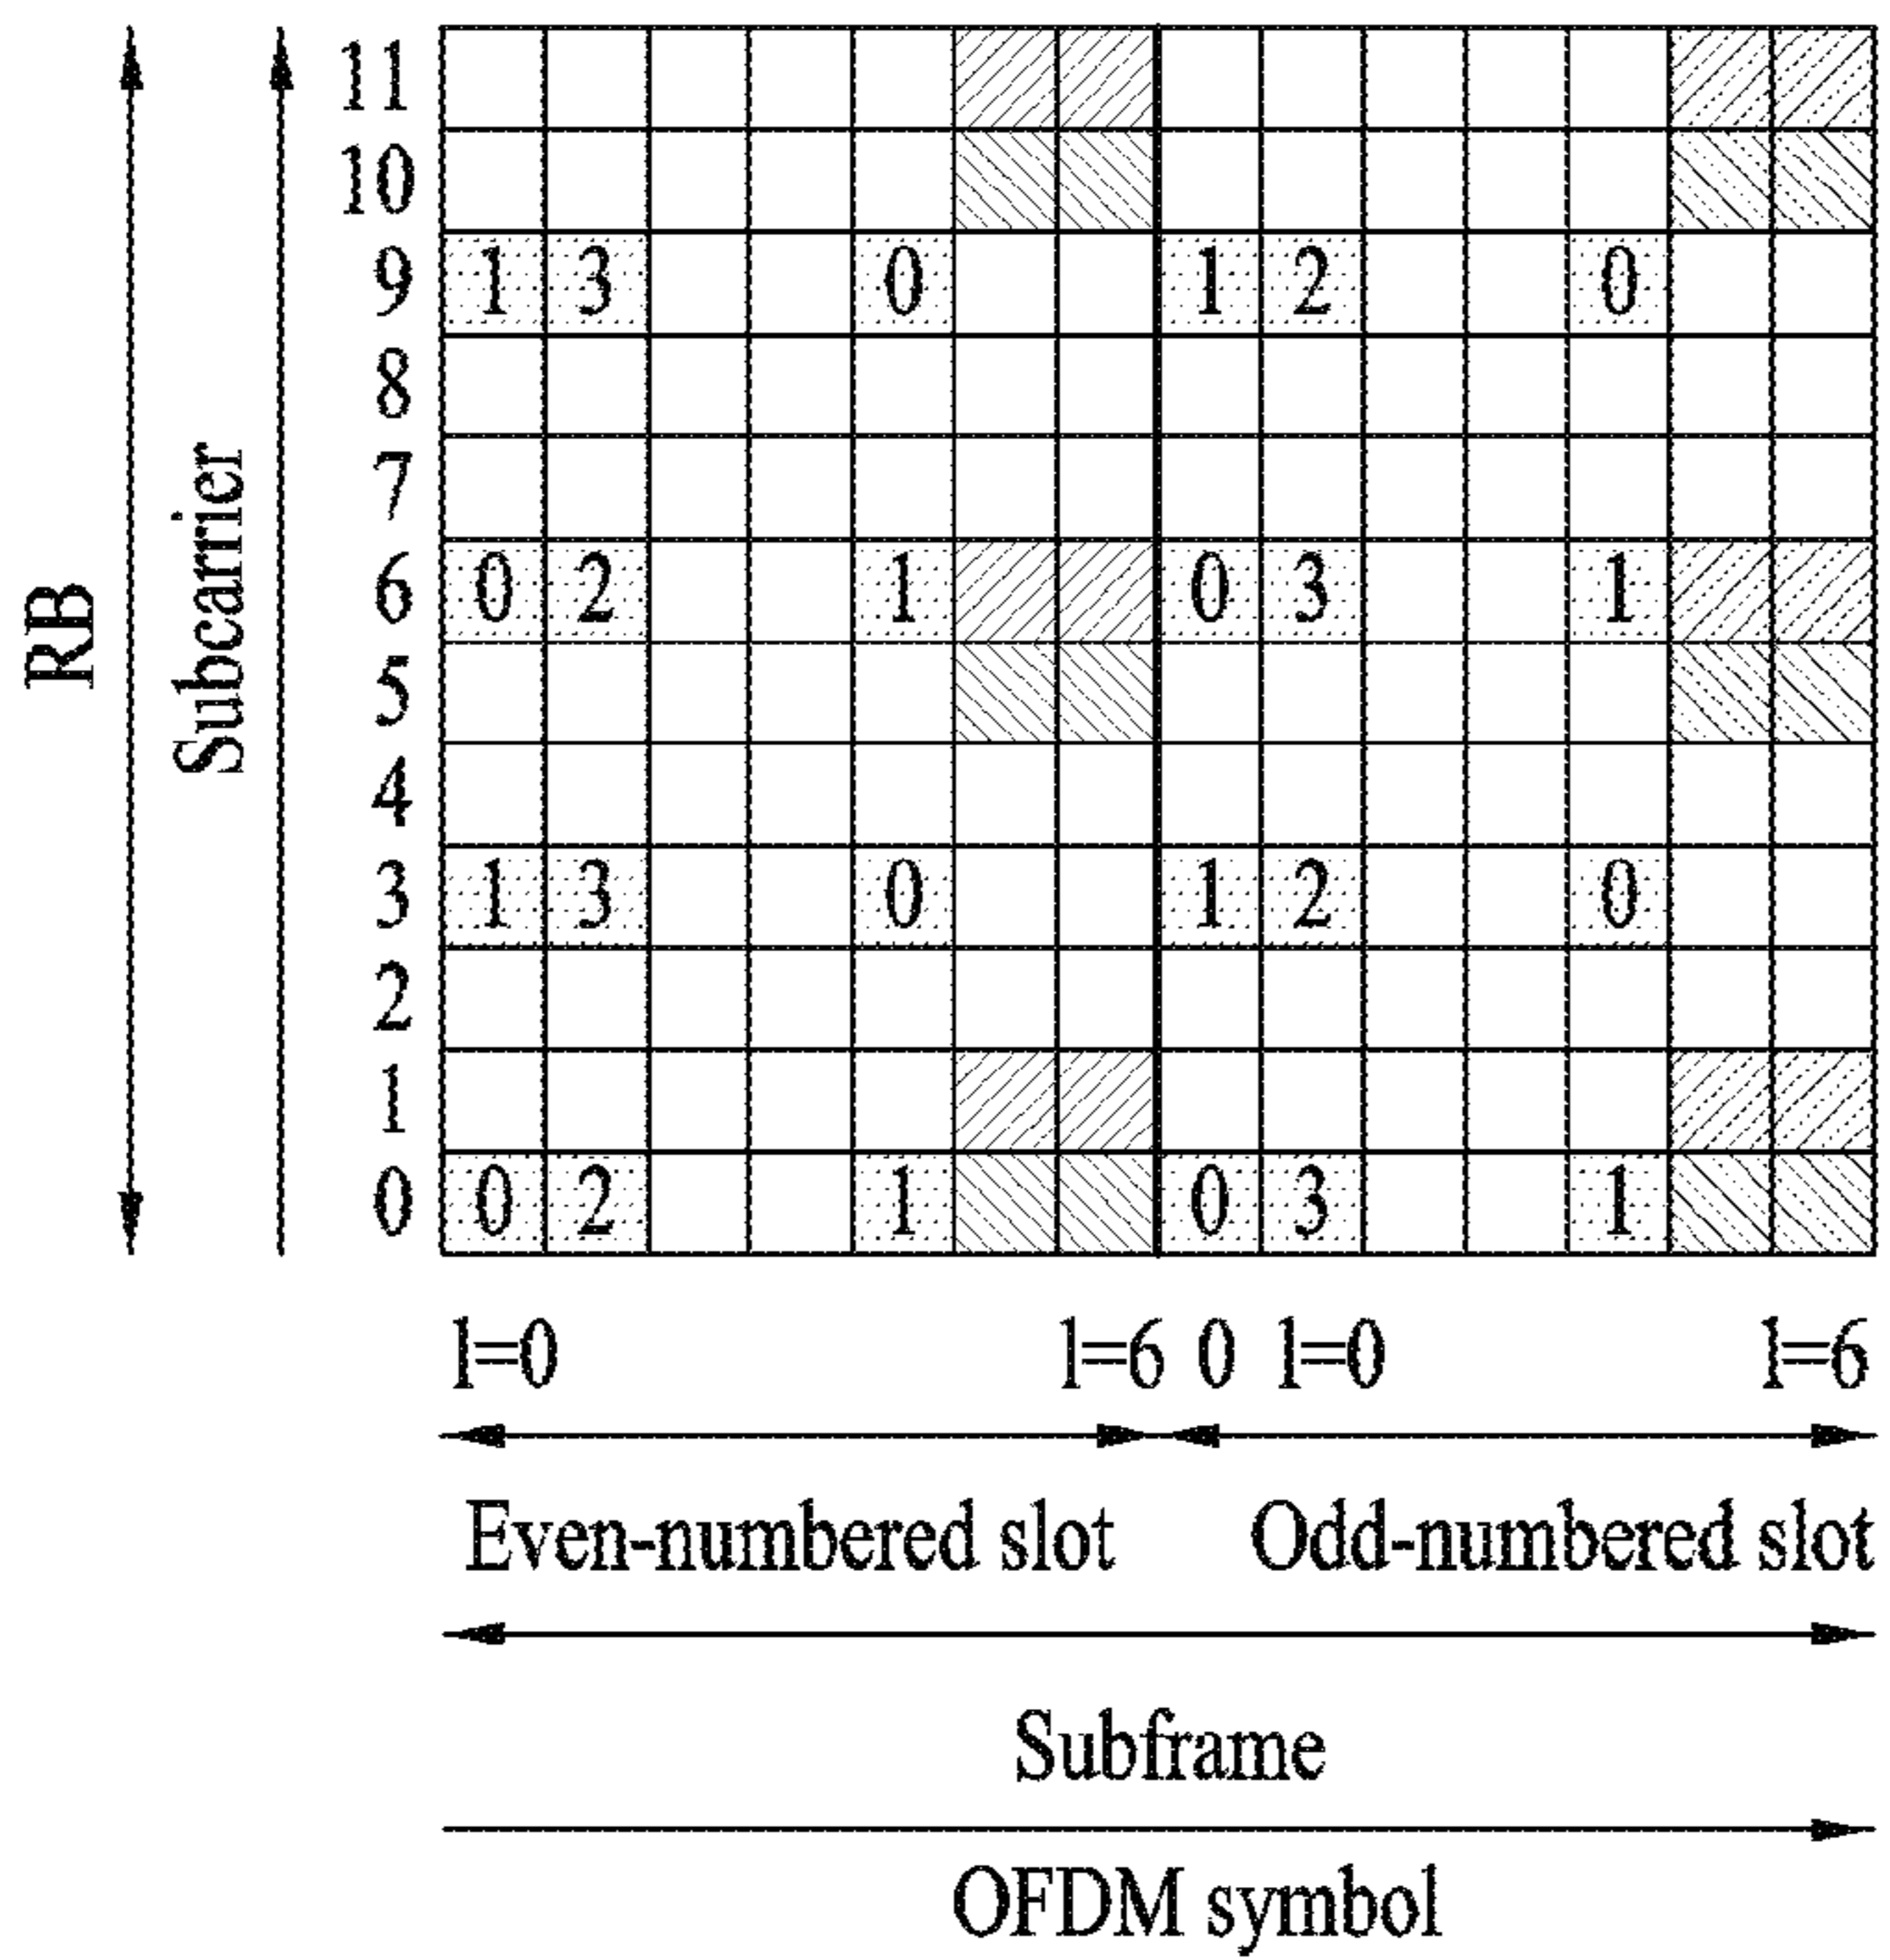 RB
Subcarrier
11
10
9 1 3 0 1 2 0
8
7
6 0 2 1 0 3 1
5
4
3 1 3 0 1 2 0
2
1
0 0 2 1 0 3 1
l=0 l=6 0 l=0 l=6
Even-numbered slot Odd-numbered slot
Subframe
OFDM symbol